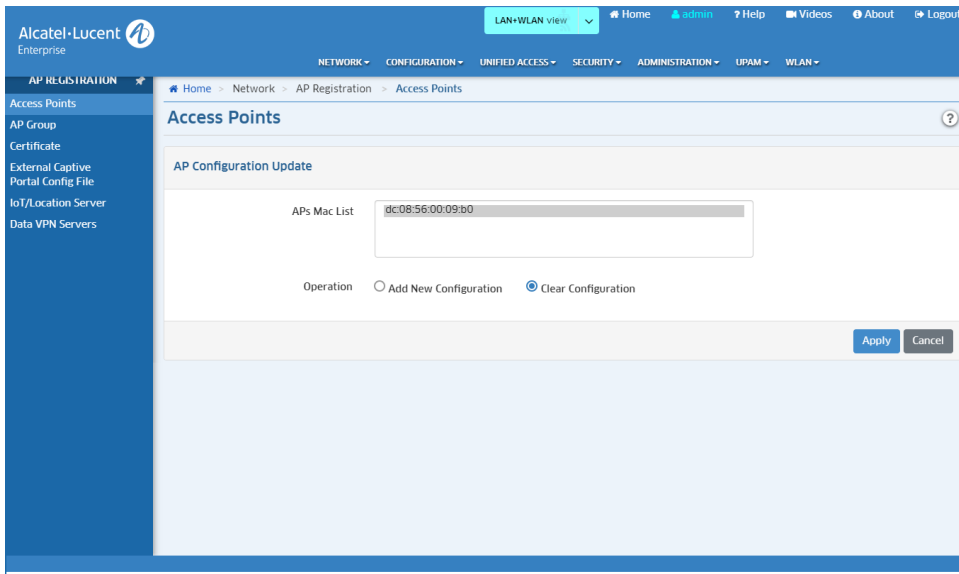 LAN+WLAN view
Home
admin
? Help
Videos
About
Logout
Alcatel·Lucent
Enterprise
NETWORK
CONFIGURATION
UNIFIED ACCESS
SECURITY
ADMINISTRATION
UPAM
WLAN
AP REGISTRATION
Access Points
AP Group
Certificate
External Captive
Portal Config File
IoT/Location Server
Data VPN Servers
Home > Network > AP Registration > Access Points
Access Points
?
AP Configuration Update
APs Mac List
dc:08:56:00:09:b0
Operation
Add New Configuration
Clear Configuration
Apply
Cancel